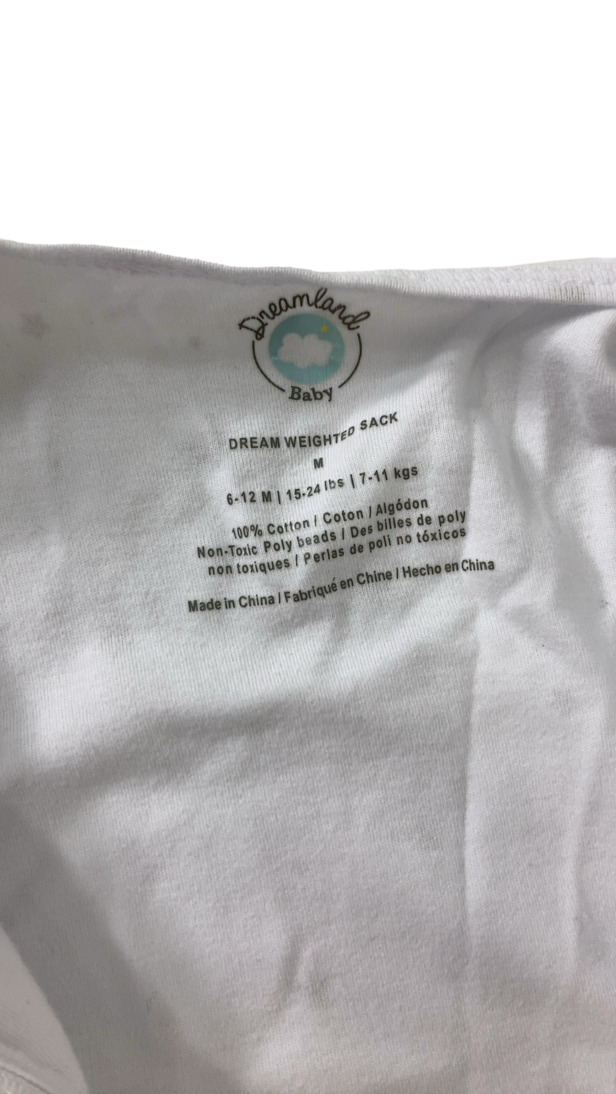 Dreamland
Baby
DREAM WEIGHTED SACK
M
6-12 M | 15-24 lbs | 7-11 kgs
100% Cotton / Coton / Algódon
Non-Toxic Poly beads / Des billes de poly
non toxiques / Perlas de poli no tóxicos
Made in China / Fabriqué en Chine / Hecho en China